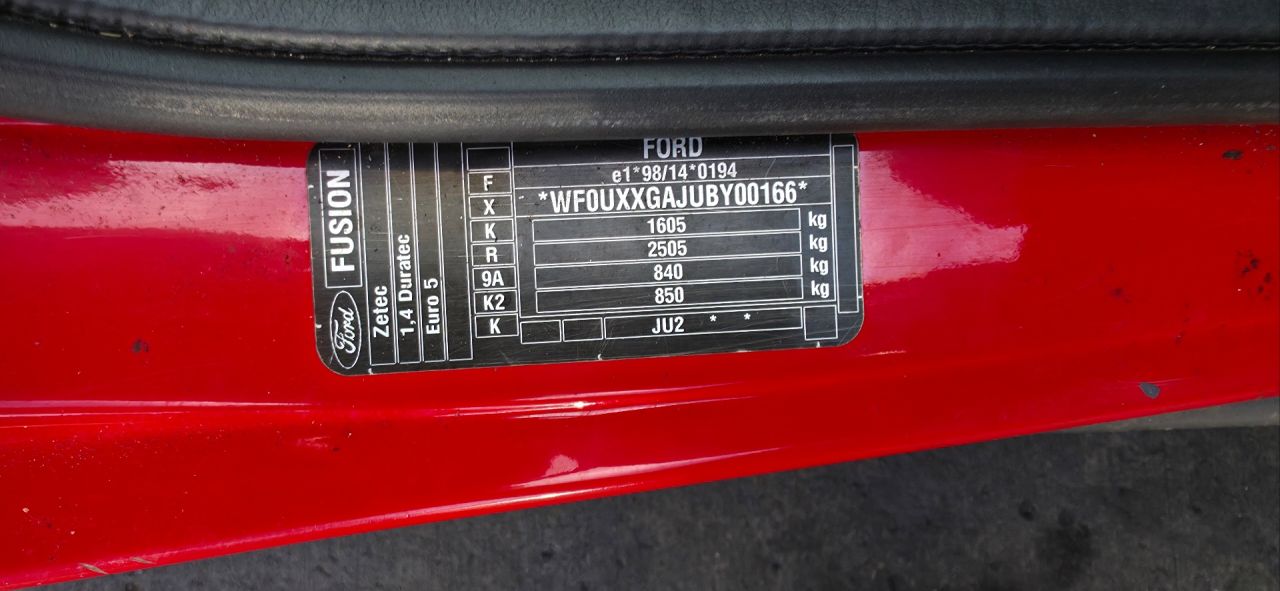 FORD
e1*98/14*0194
*WF0UXXGAJUBY00166*
1605 kg
2505 kg
840 kg
850 kg
JU2 * *
F
X
K
R
9A
K2
K
Ford FUSION
Zetec
1,4 Duratec
Euro 5